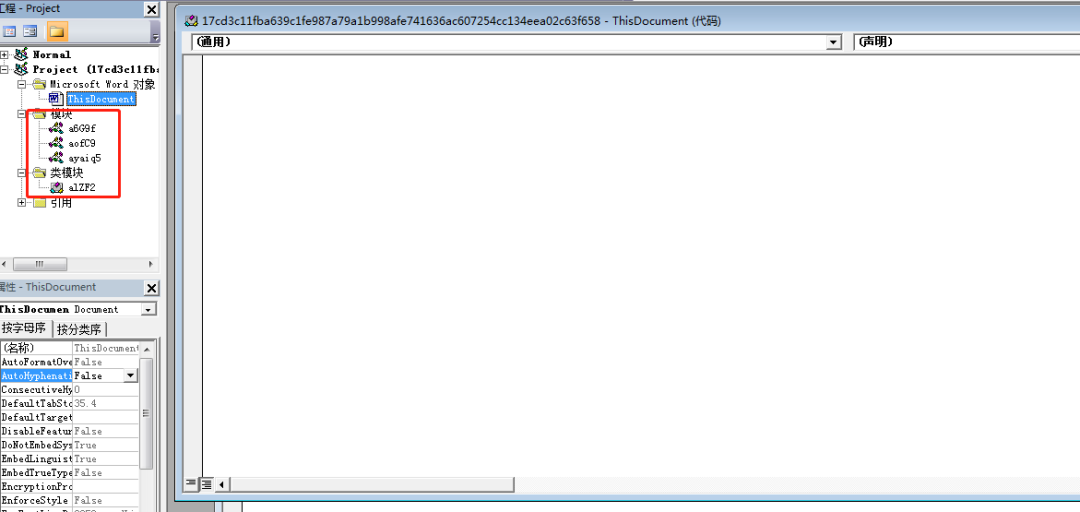 工程 - Project
17cd3c11fba639c1fe987a79a1b998afe741636ac607254cc134eea02c63f658 - ThisDocument (代码)
(通用)
(声明)
Normal
Project (17cd3c11fb
Microsoft Word 对象
ThisDocument
模块
a6G9f
aofC9
ayaiq5
类模块
a1ZF2
引用
属性 - ThisDocument
ThisDocumen Document
按字母序 按分类序
(名称) ThisDocument
AutoFormatOve False
AutoHyphenati False
ConsecutiveHy 0
DefaultTabSto 35.4
DefaultTarget
DisableFeatur False
DoNotEmbedSys True
EmbedLinguist True
EmbedTrueType False
EncryptionPro
EnforceStyle False